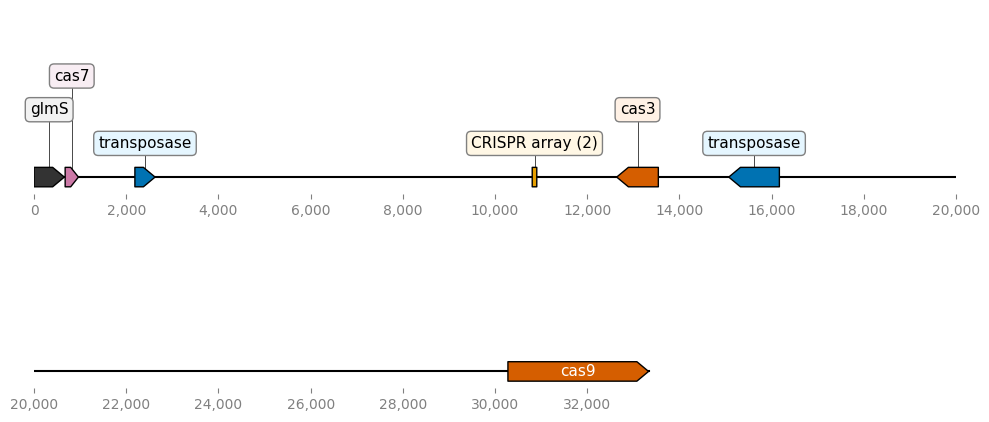 cas7
glmS cas3
transposase CRISPR array (2) transposase
0 2,000 4,000 6,000 8,000 10,000 12,000 14,000 16,000 18,000 20,000
cas9
20,000 22,000 24,000 26,000 28,000 30,000 32,000